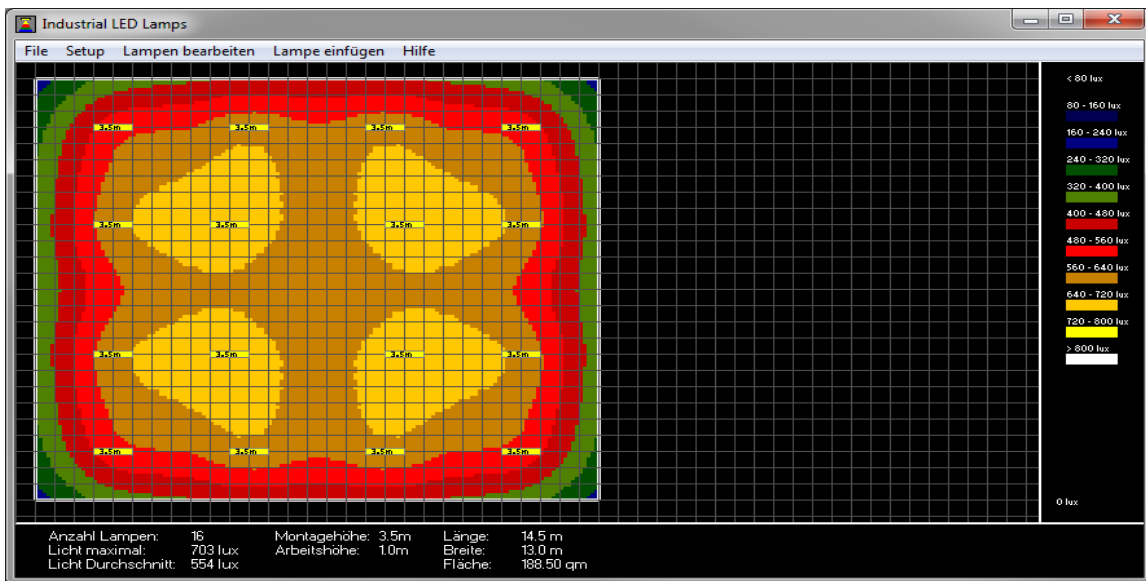 Industrial LED Lamps
File Setup Lampen bearbeiten Lampe einfügen Hilfe
< 80 lux
80 - 160 lux
160 - 240 lux
240 - 320 lux
320 - 400 lux
400 - 480 lux
480 - 560 lux
560 - 640 lux
640 - 720 lux
720 - 800 lux
> 800 lux
0 lux
3.5m 3.5m 3.5m 3.5m
3.5m 3.5m 3.5m 3.5m
3.5m 3.5m 3.5m 3.5m
3.5m 3.5m 3.5m 3.5m
Anzahl Lampen: 16 Montagehöhe: 3.5m Länge: 14.5 m
Licht maximal: 703 lux Arbeitshöhe: 1.0m Breite: 13.0 m
Licht Durchschnitt: 554 lux Fläche: 188.50 qm